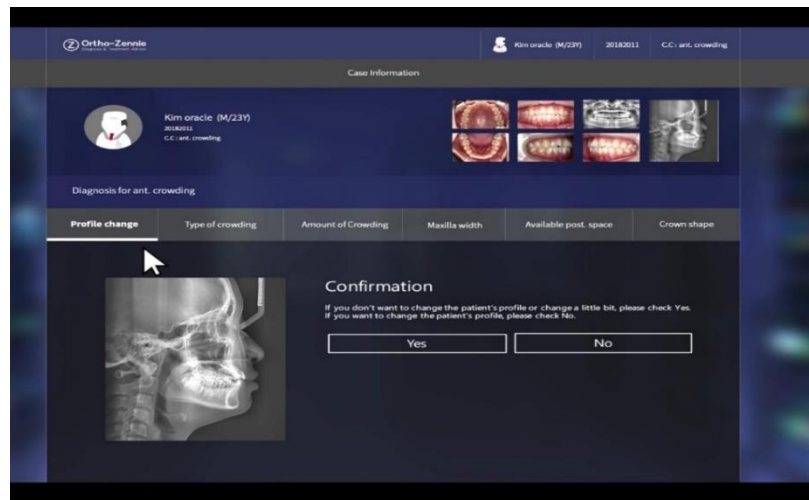 Ortho-Zennie
Kim oracle (M/23Y) 20182011 C.C: ant. crowding
Case Information
Kim oracle (M/23Y)
20182011
C.C: ant. crowding
Diagnosis for ant. crowding
Profile change Type of crowding Amount of Crowding Maxilla width Available post. space Crown shape
Confirmation
If you don't want to change the patient's profile or change a little bit, please check Yes.
If you want to change the patient's profile, please check No.
Yes No